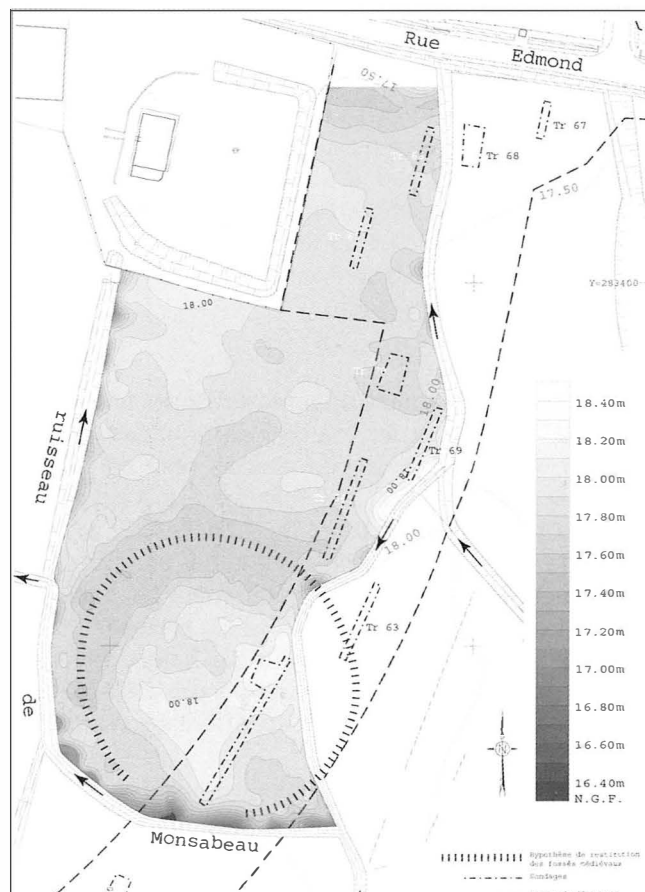 Rue Edmond
17.50
Tr 67
Tr 68
17.50
Y=283400
18.00
18.00
18.40m
18.20m
18.00m
17.80m
17.60m
17.40m
17.20m
17.00m
16.80m
16.60m
16.40m
N.G.F.
Tr 69
18.00
18.00
ruisseau
de
Monsabeau
Tr 63
18.00
N
Hypothèse de restitution
des fossés médiévaux
Sondages